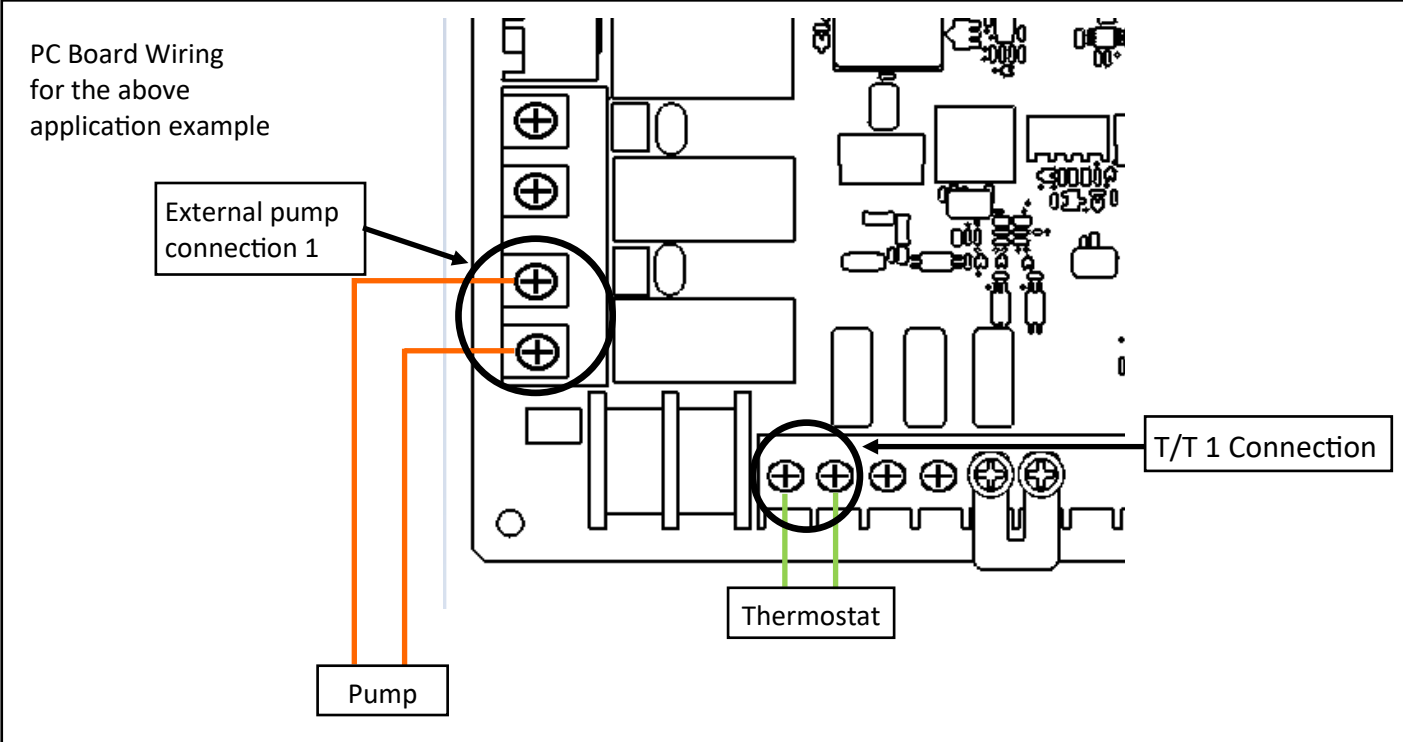 PC Board Wiring
for the above
application example
External pump
connection 1
T/T 1 Connection
Thermostat
Pump